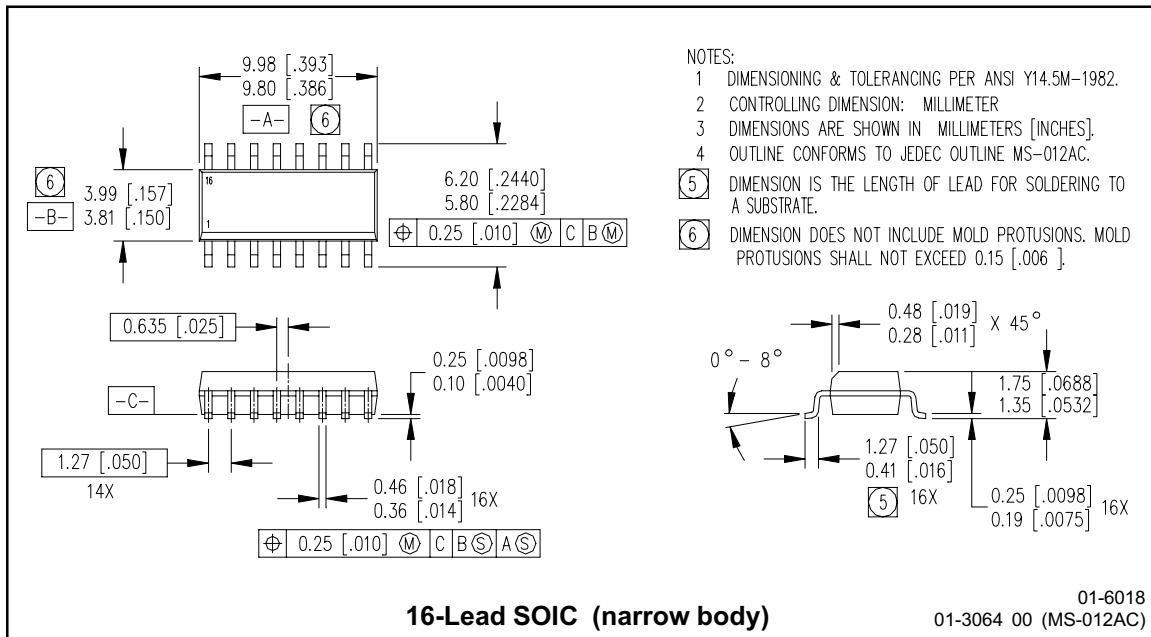 9.98 [.393]
9.80 [.386]
-A- 6
6
3.99 [.157]
-B- 3.81 [.150]
16
1
6.20 [.2440]
5.80 [.2284]
⌖ 0.25 [.010] Ⓜ C B Ⓜ
NOTES:
1 DIMENSIONING & TOLERANCING PER ANSI Y14.5M-1982.
2 CONTROLLING DIMENSION: MILLIMETER
3 DIMENSIONS ARE SHOWN IN MILLIMETERS [INCHES].
4 OUTLINE CONFORMS TO JEDEC OUTLINE MS-012AC.
5 DIMENSION IS THE LENGTH OF LEAD FOR SOLDERING TO
A SUBSTRATE.
6 DIMENSION DOES NOT INCLUDE MOLD PROTUSIONS. MOLD
PROTUSIONS SHALL NOT EXCEED 0.15 [.006 ].
0.635 [.025]
0.25 [.0098]
0.10 [.0040]
-C-
1.27 [.050]
14X
0.46 [.018]
0.36 [.014] 16X
⌖ 0.25 [.010] Ⓜ C B Ⓢ A Ⓢ
0.48 [.019]
0.28 [.011] X 45°
0°- 8°
1.75 [.0688]
1.35 [.0532]
1.27 [.050]
0.41 [.016]
5 16X
0.25 [.0098]
0.19 [.0075] 16X
16-Lead SOIC (narrow body)
01-6018
01-3064 00 (MS-012AC)